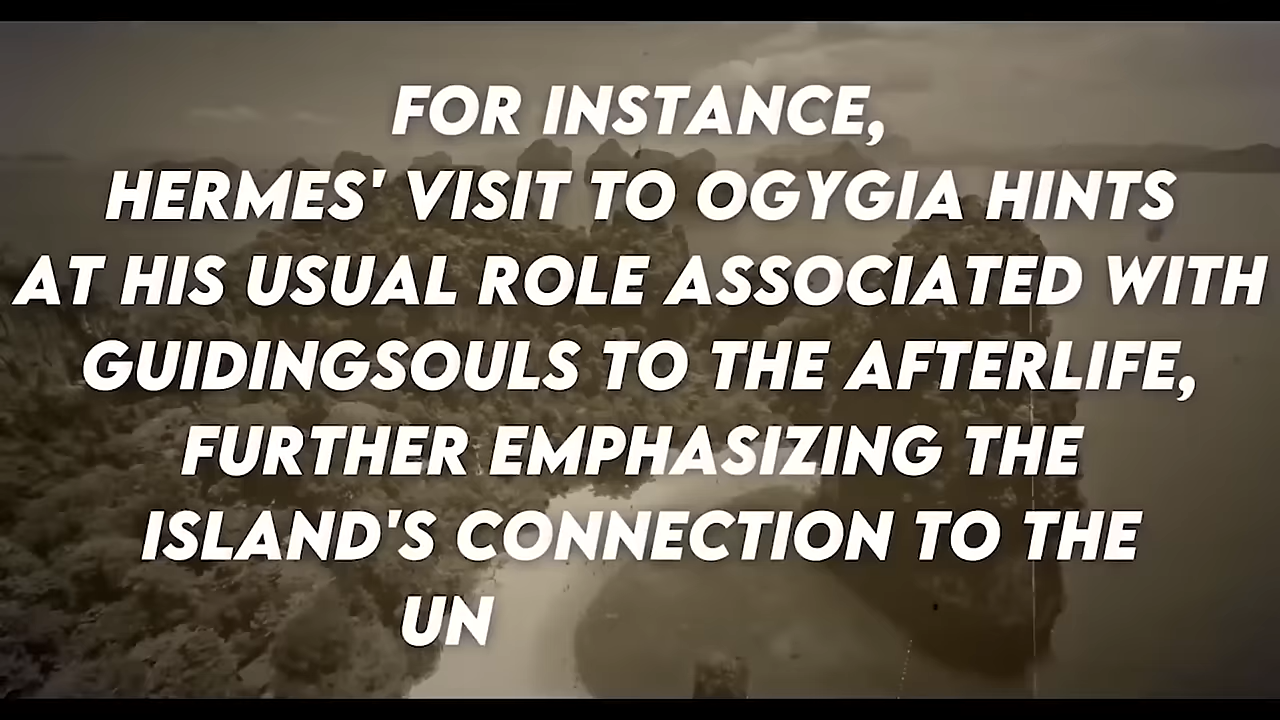 FOR INSTANCE,
HERMES' VISIT TO OGYGIA HINTS
AT HIS USUAL ROLE ASSOCIATED WITH
GUIDINGSOULS TO THE AFTERLIFE,
FURTHER EMPHASIZING THE
ISLAND'S CONNECTION TO THE
UN